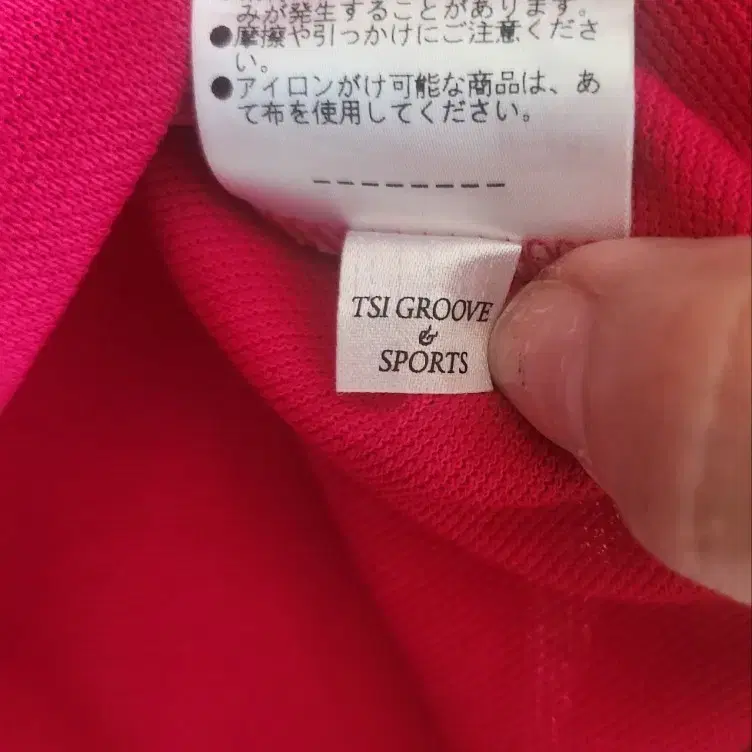 みが発生することがあります。
●摩擦や引っかけにご注意くださ
い。
●アイロンがけ可能な商品は、あ
て布を使用してください。
--------
TSI GROOVE
&
SPORTS